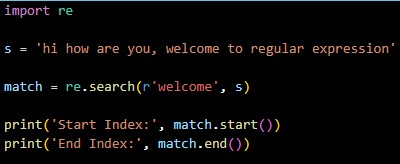 import re
s = 'hi how are you, welcome to regular expression'
match = re.search(r'welcome', s)
print('Start Index:', match.start())
print('End Index:', match.end())